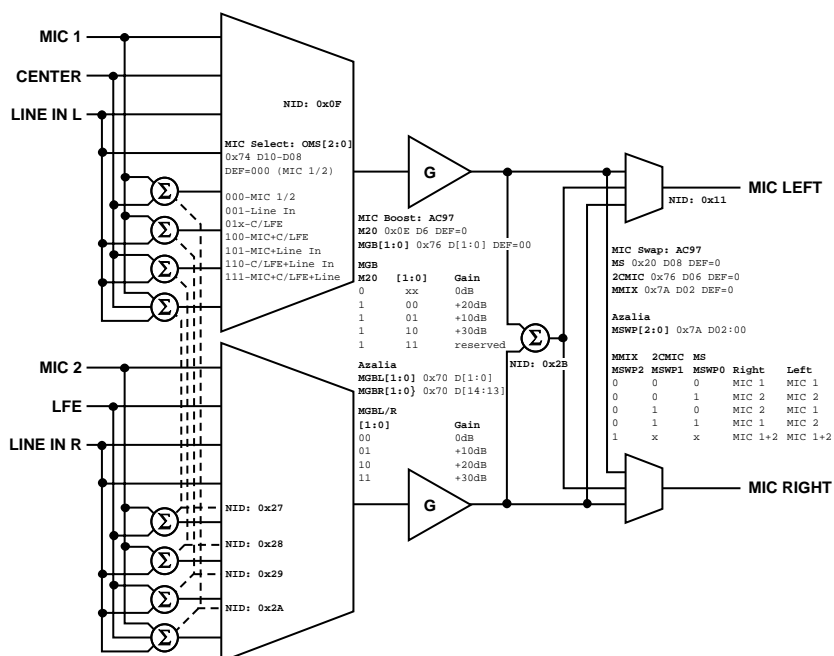 MIC 1
CENTER
LINE IN L
NID: 0x0F
MIC Select: OMS[2:0]
0x74 D10-D08
DEF=000 (MIC 1/2)
000-MIC 1/2
001-Line In
01x-C/LFE
100-MIC+C/LFE
101-MIC+Line In
110-C/LFE+Line In
111-MIC+C/LFE+Line
Σ
Σ
Σ
Σ
G
MIC Boost: AC97
M20 0x0E D6 DEF=0
MGB[1:0] 0x76 D[1:0] DEF=00
MGB
M20 [1:0] Gain
0 xx 0dB
1 00 +20dB
1 01 +10dB
1 10 +30dB
1 11 reserved
Azalia
MGBL[1:0] 0x70 D[1:0]
MGBR[1:0} 0x70 D[14:13]
MGBL/R
[1:0] Gain
00 0dB
01 +10dB
10 +20dB
11 +30dB
Σ
NID: 0x2B
MIC LEFT
NID: 0x11
MIC Swap: AC97
MS 0x20 D08 DEF=0
2CMIC 0x76 D06 DEF=0
MMIX 0x7A D02 DEF=0
Azalia
MSWP[2:0] 0x7A D02:00
MMIX 2CMIC MS
MSWP2 MSWP1 MSWP0 Right Left
0 0 0 MIC 1 MIC 1
0 0 1 MIC 2 MIC 2
0 1 0 MIC 2 MIC 1
0 1 1 MIC 1 MIC 2
1 x x MIC 1+2 MIC 1+2
MIC RIGHT
MIC 2
LFE
LINE IN R
NID: 0x27
NID: 0x28
NID: 0x29
NID: 0x2A
Σ
Σ
Σ
Σ
G